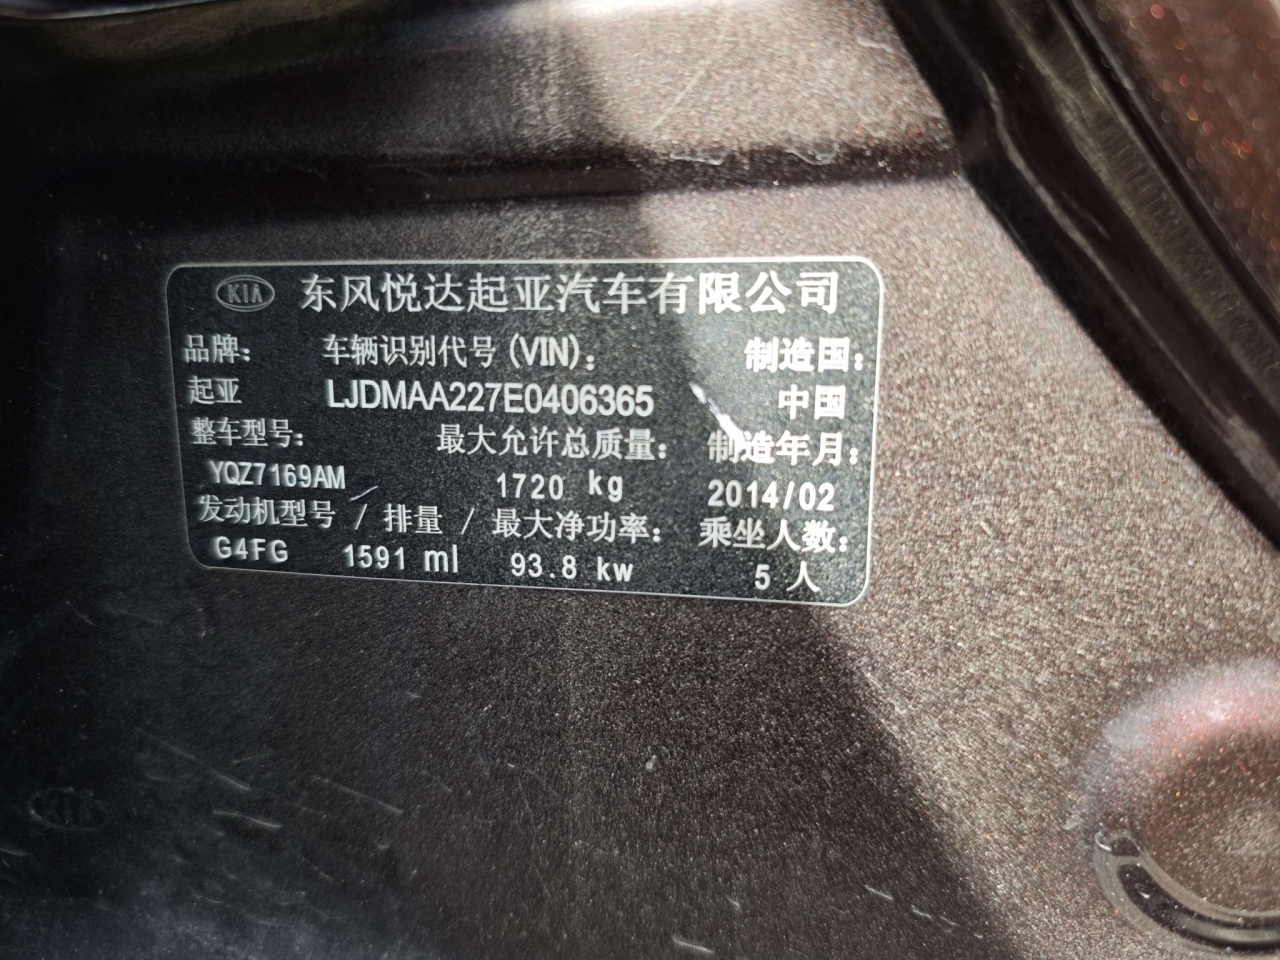 KIA 东风悦达起亚汽车有限公司
品牌: 车辆识别代号(VIN): 制造国:
起亚 LJDMAA227E0406365 中国
整车型号: 最大允许总质量: 制造年月:
YQZ7169AM 1720 kg 2014/02
发动机型号 / 排量 / 最大净功率: 乘坐人数:
G4FG 1591 ml 93.8 kw 5 人
KIA